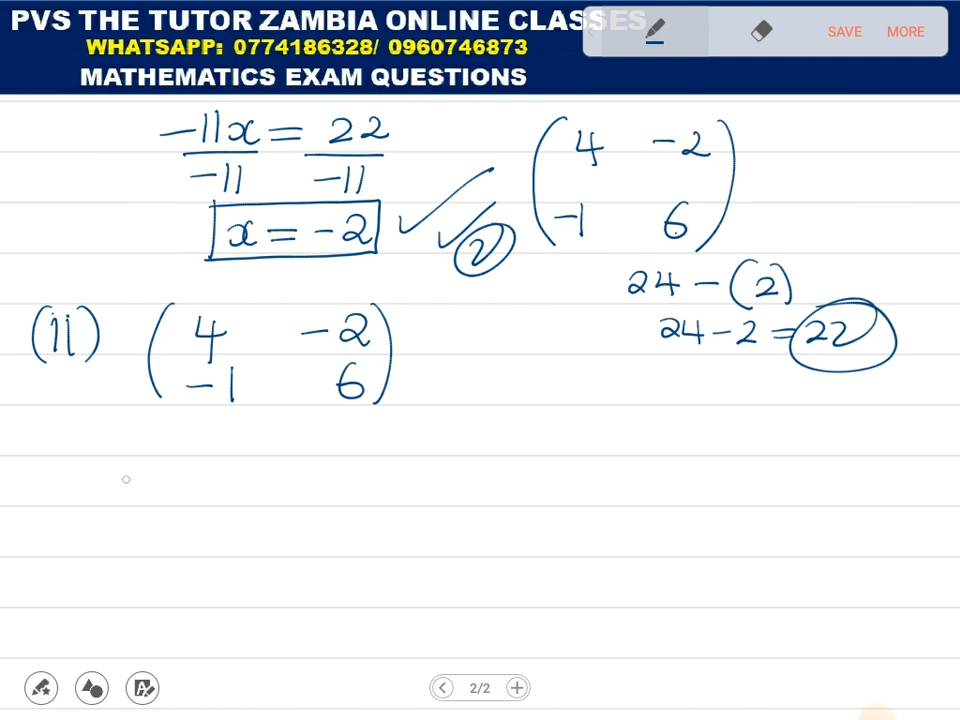 PVS THE TUTOR ZAMBIA ONLINE CLASSES
WHATSAPP: 0774186328/ 0960746873
MATHEMATICS EXAM QUESTIONS
SAVE MORE
-11x = 22
-11 -11
x = -2
2
4 -2
-1 6
24 - (2)
24 - 2 = 22
(II) 4 -2
-1 6
2/2